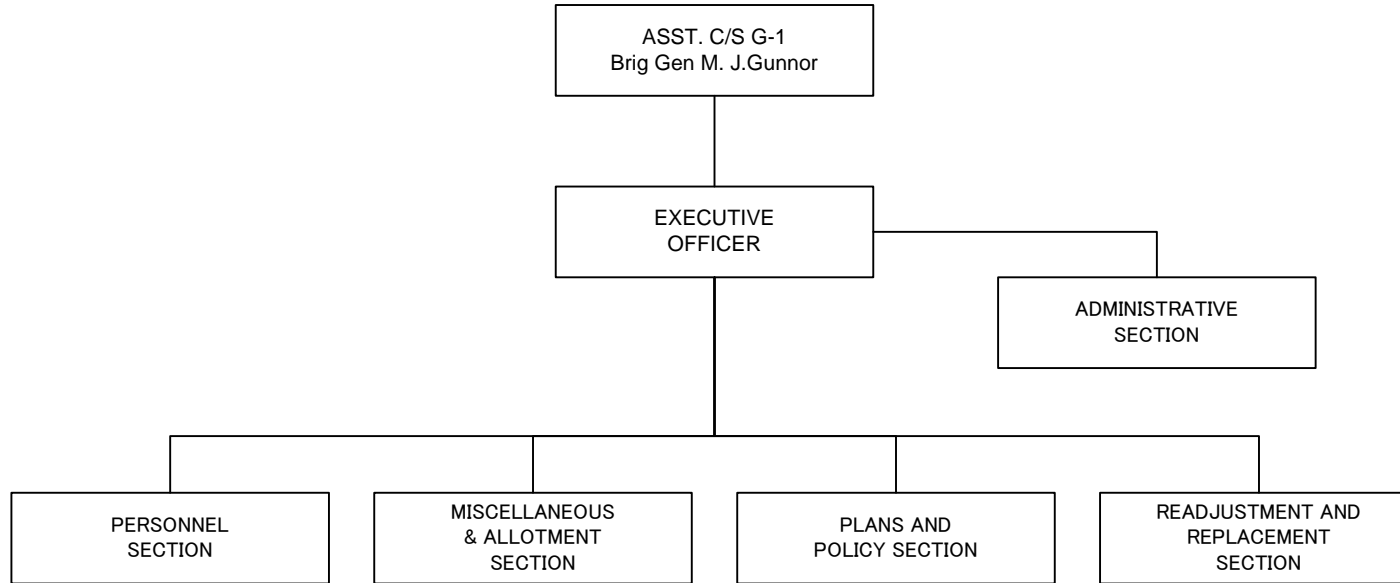 ASST. C/S G-1
Brig Gen M. J.Gunnor
EXECUTIVE
OFFICER
ADMINISTRATIVE
SECTION
PERSONNEL
SECTION
MISCELLANEOUS
& ALLOTMENT
SECTION
PLANS AND
POLICY SECTION
READJUSTMENT AND
REPLACEMENT
SECTION